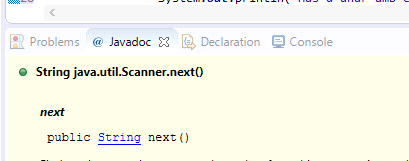 Problems @ Javadoc Declaration Console
String java.util.Scanner.next()
next
public String next()